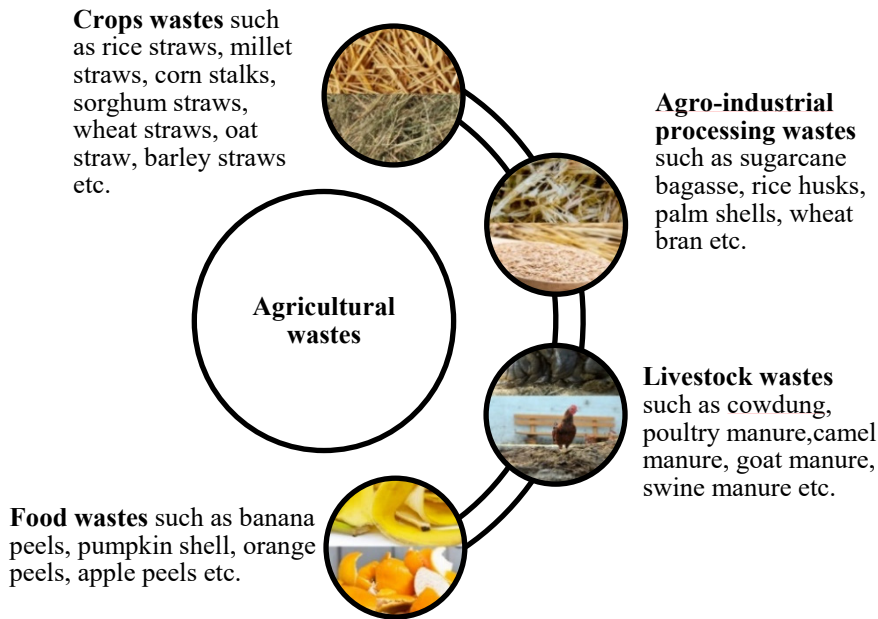 Crops wastes such
as rice straws, millet
straws, corn stalks,
sorghum straws,
wheat straws, oat
straw, barley straws
etc.
Agro-industrial
processing wastes
such as sugarcane
bagasse, rice husks,
palm shells, wheat
bran etc.
Agricultural
wastes
Livestock wastes
such as cowdung,
poultry manure,camel
manure, goat manure,
swine manure etc.
Food wastes such as banana
peels, pumpkin shell, orange
peels, apple peels etc.